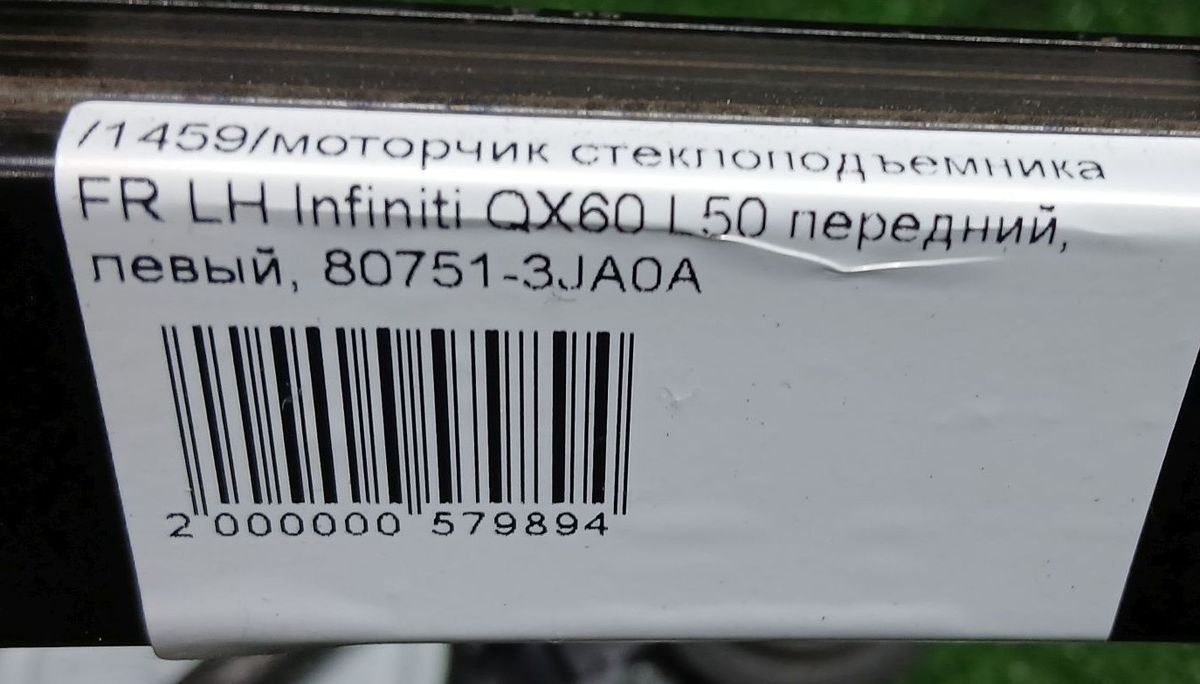 /1459/моторчик стеклоподъемника
FR LH Infiniti QX60 L50 передний,
левый, 80751-3JA0A
2 000000 579894